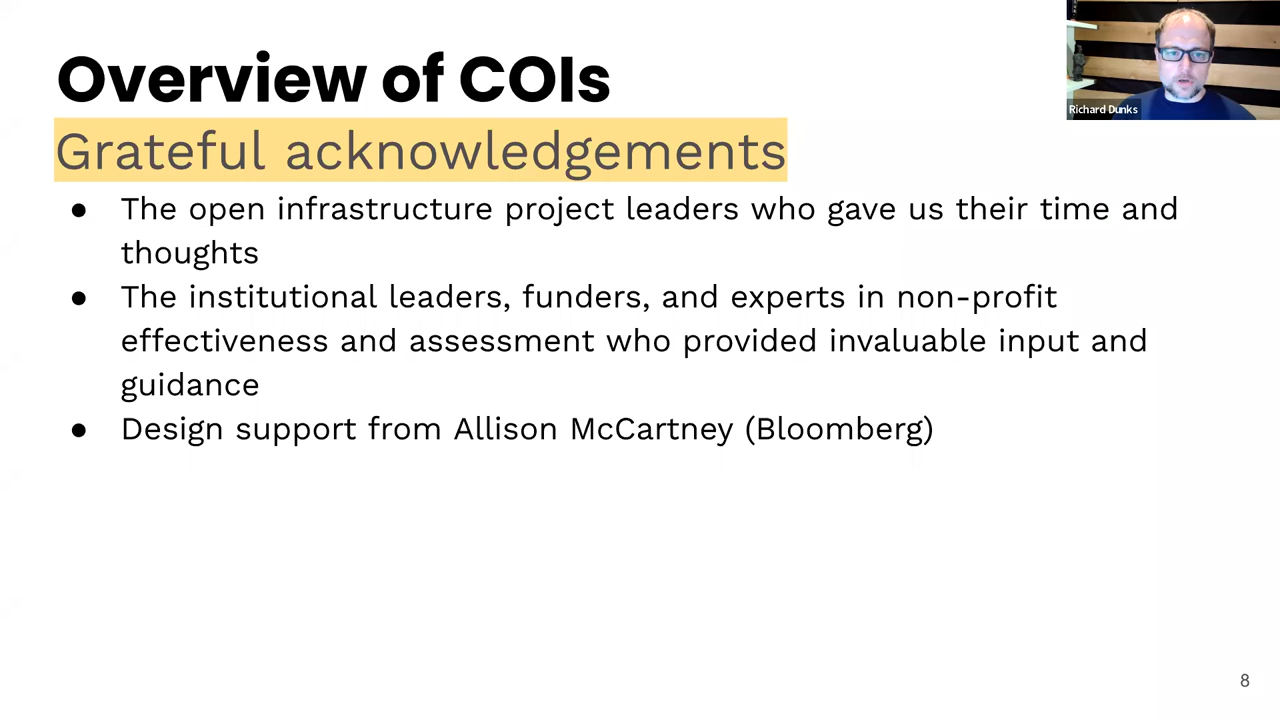 Overview of COIs
Richard Dunks
Grateful acknowledgements
● The open infrastructure project leaders who gave us their time and
thoughts
● The institutional leaders, funders, and experts in non-profit
effectiveness and assessment who provided invaluable input and
guidance
● Design support from Allison McCartney (Bloomberg)
8